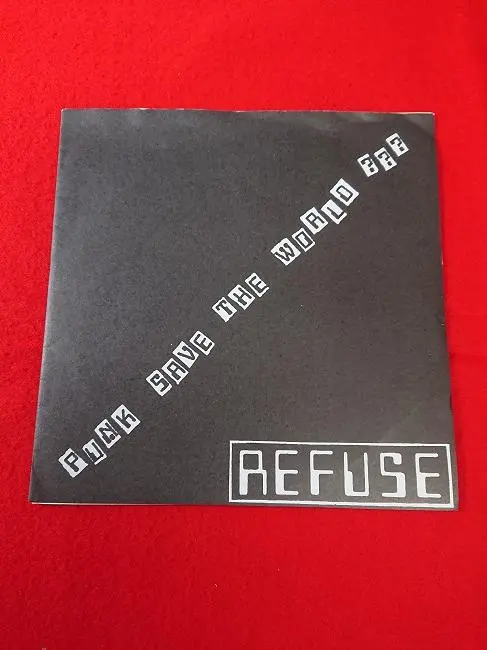 PUNK SAVE THE WORLD ???
REFUSE